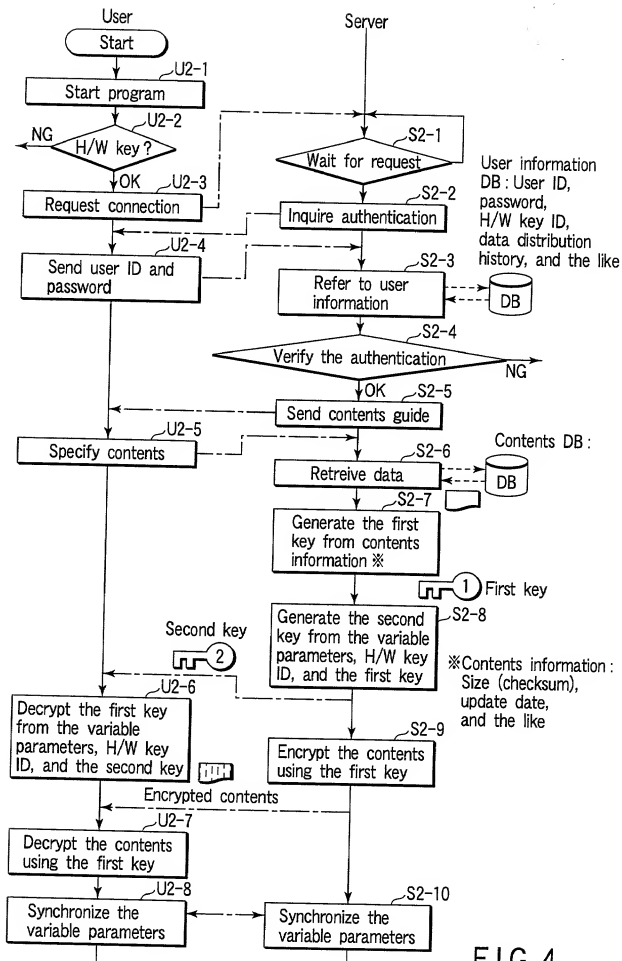 User
Server
Start
U2-1
Start program
U2-2
NG
H/W key?
OK
S2-1
Wait for request
U2-3
Request connection
S2-2
Inquire authentication
User information
DB: User ID,
password,
H/W key ID,
data distribution
history, and the like
U2-4
Send user ID and
password
S2-3
Refer to user
information
DB
S2-4
Verify the authentication
NG
OK
S2-5
Send contents guide
U2-5
Specify contents
S2-6
Retreive data
Contents DB:
DB
S2-7
Generate the first
key from contents
information※
1
First key
S2-8
Generate the second
key from the variable
parameters, H/W key
ID, and the first key
Second key
2
※Contents information:
Size (checksum),
update date,
and the like
U2-6
Decrypt the first key
from the variable
parameters, H/W key
ID, and the second key
S2-9
Encrypt the contents
using the first key
Encrypted contents
U2-7
Decrypt the contents
using the first key
U2-8
Synchronize the
variable parameters
S2-10
Synchronize the
variable parameters
FIG.4